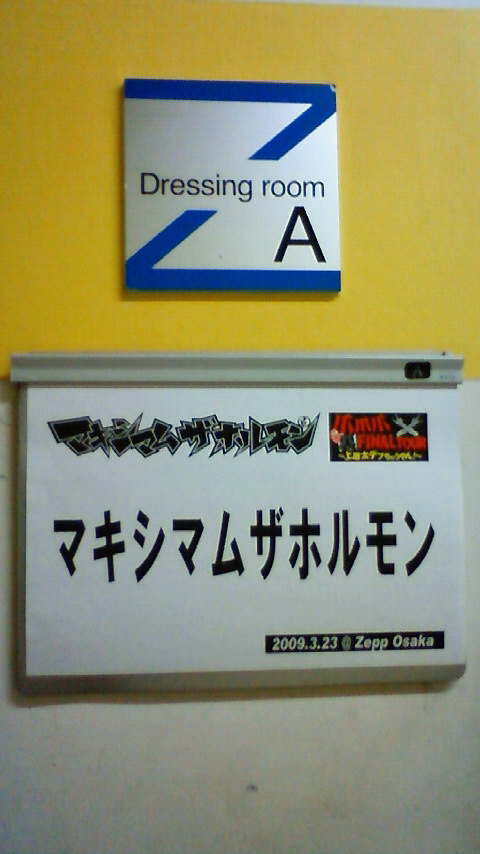 Dressing room
A
マキシマム ザ ホルモン
FINAL TOUR
マキシマムザホルモン
2009.3.23 @ Zepp Osaka